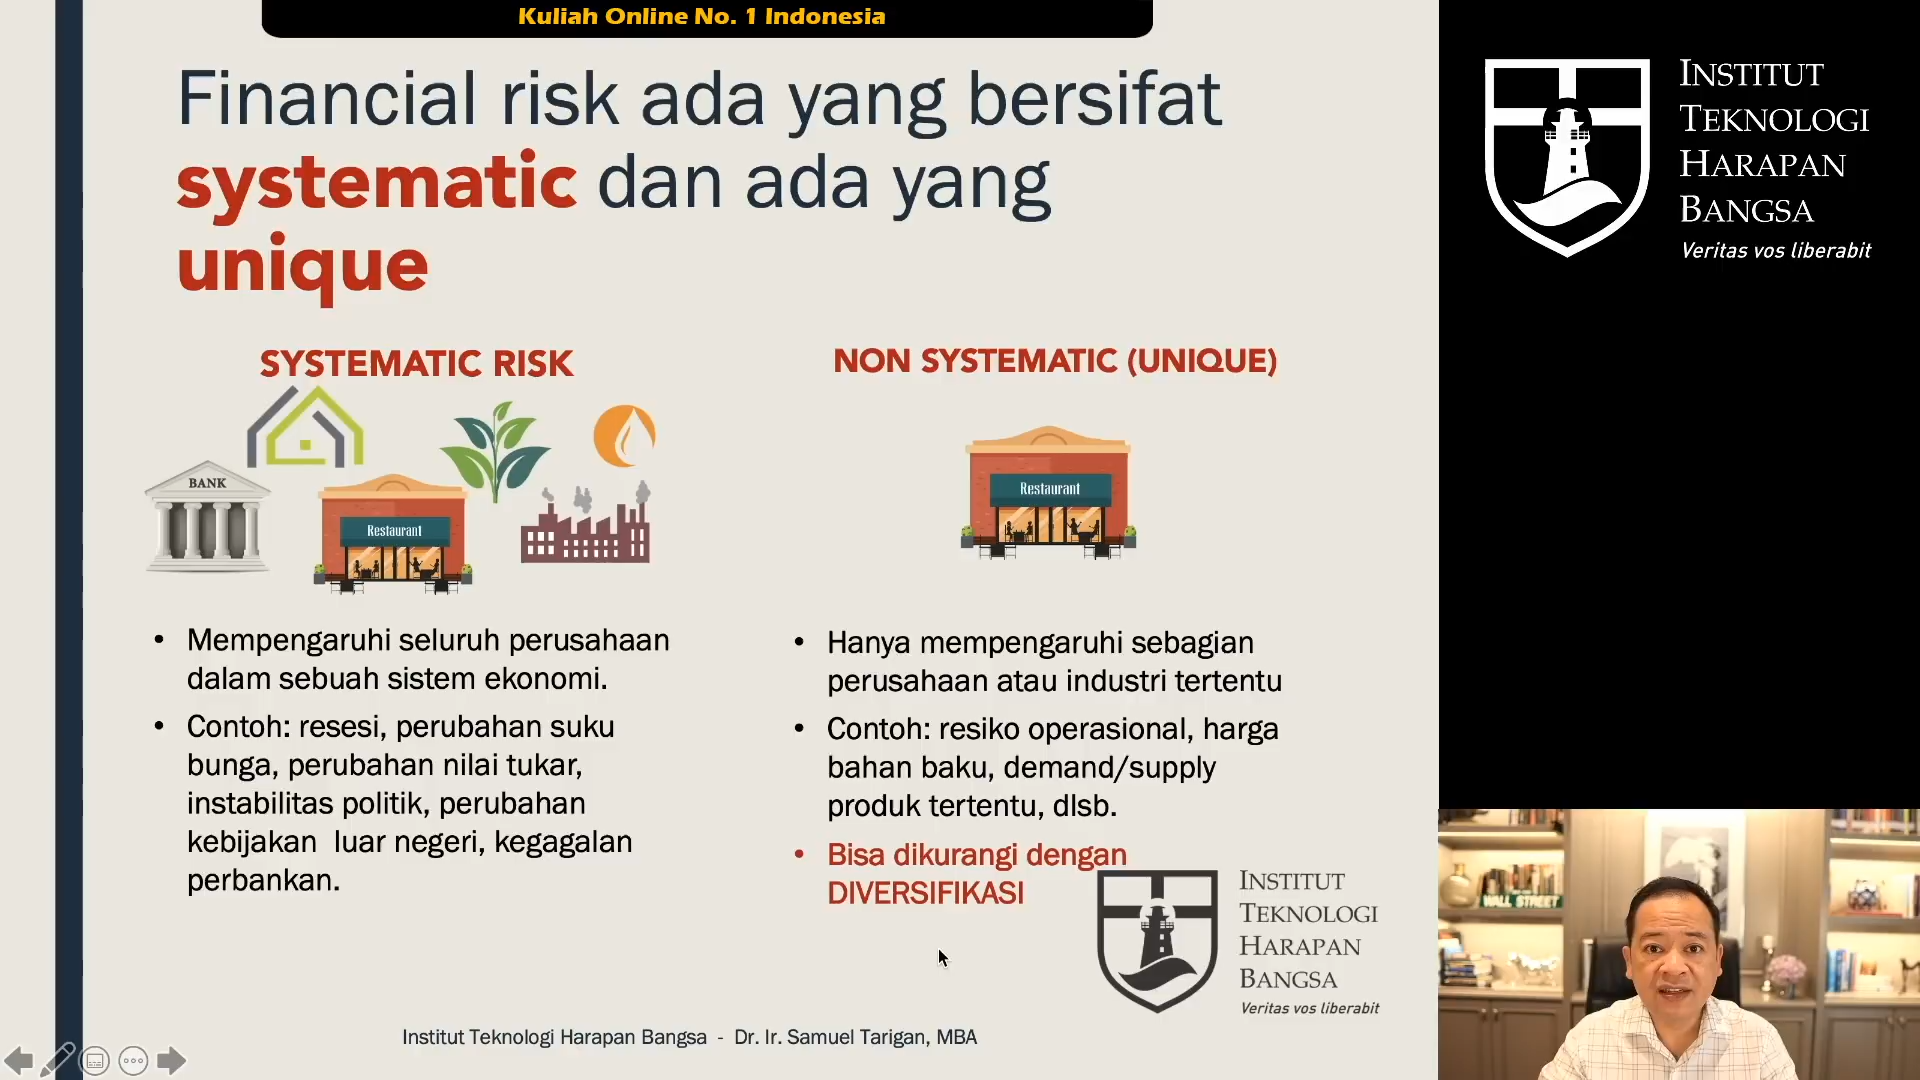 Kuliah Online No. 1 Indonesia
Financial risk ada yang bersifat
systematic dan ada yang
unique
SYSTEMATIC RISK
BANK
Restaurant
Mempengaruhi seluruh perusahaan
dalam sebuah sistem ekonomi.
Contoh: resesi, perubahan suku
bunga, perubahan nilai tukar,
instabilitas politik, perubahan
kebijakan luar negeri, kegagalan
perbankan.
NON SYSTEMATIC (UNIQUE)
Restaurant
Hanya mempengaruhi sebagian
perusahaan atau industri tertentu
Contoh: resiko operasional, harga
bahan baku, demand/supply
produk tertentu, dlsb.
Bisa dikurangi dengan
DIVERSIFIKASI
INSTITUT
TEKNOLOGI
HARAPAN
BANGSA
Veritas vos liberabit
Institut Teknologi Harapan Bangsa - Dr. Ir. Samuel Tarigan, MBA
INSTITUT
TEKNOLOGI
HARAPAN
BANGSA
Veritas vos liberabit
WALL STREET